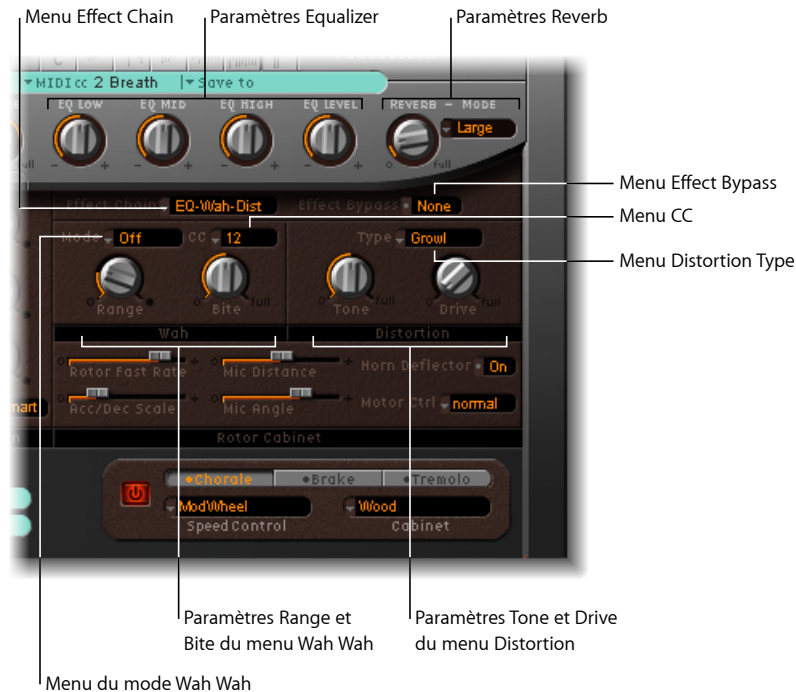 Menu Effect Chain
Paramètres Equalizer
Paramètres Reverb
MIDI cc 2 Breath
Save to
EQ LOW
EQ MID
EQ HIGH
EQ LEVEL
REVERB – MODE
Large
full
- +
- +
- +
- +
o full
Effect Chain
EQ-Wah-Dist
Effect Bypass
None
Menu Effect Bypass
Menu CC
Mode
Off
CC
12
Type
Growl
Menu Distortion Type
Range
Bite
full
Tone
full
Drive
full
Wah
Distortion
Rotor Fast Rate
Mic Distance
Horn Deflector
On
Acc/Dec Scale
Mic Angle
Motor Ctrl
normal
Rotor Cabinet
Chorale
Brake
Tremolo
ModWheel
Wood
Speed Control
Cabinet
Paramètres Range et
Bite du menu Wah Wah
Paramètres Tone et Drive
du menu Distortion
Menu du mode Wah Wah